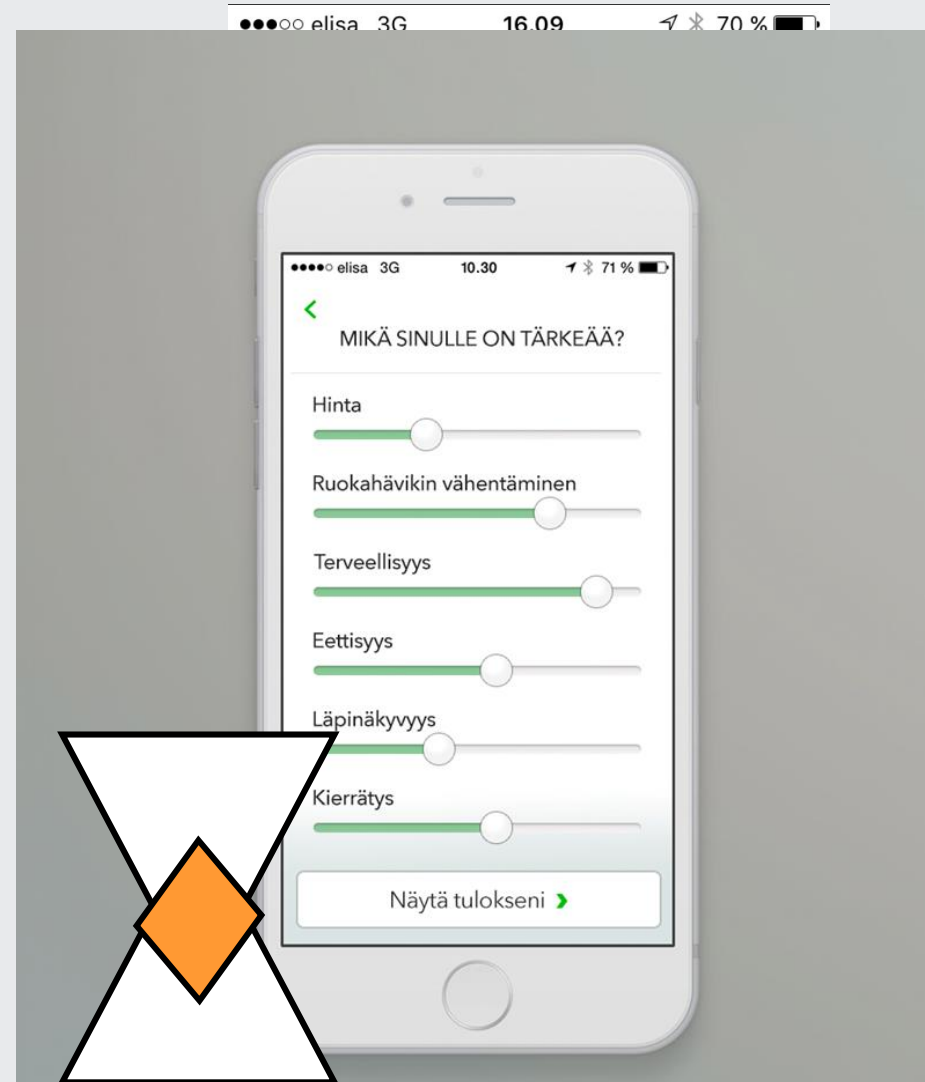 elisa 3G 16.09 70 %
elisa 3G 10.30 71 %
MIKÄ SINULLE ON TÄRKEÄÄ?
Hinta
Ruokahävikin vähentäminen
Terveellisyys
Eettisyys
Läpinäkyvyys
Kierrätys
Näytä tulokseni